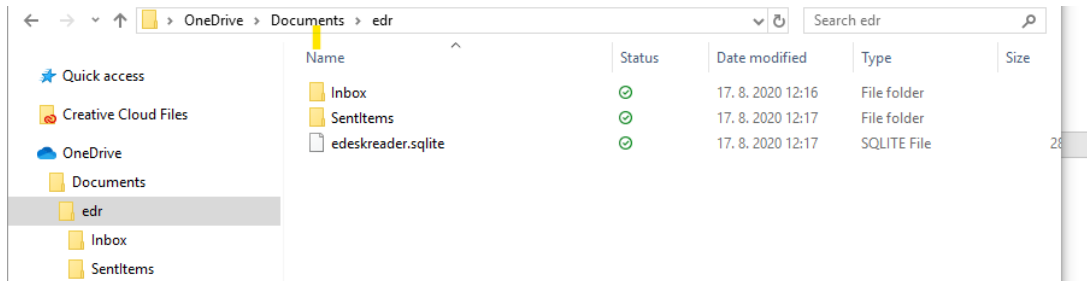 OneDrive > Documents > edr Search edr
Name Status Date modified Type Size
Quick access
Inbox 17. 8. 2020 12:16 File folder
Creative Cloud Files
SentItems 17. 8. 2020 12:17 File folder
edeskreader.sqlite 17. 8. 2020 12:17 SQLITE File 28
OneDrive
Documents
edr
Inbox
SentItems